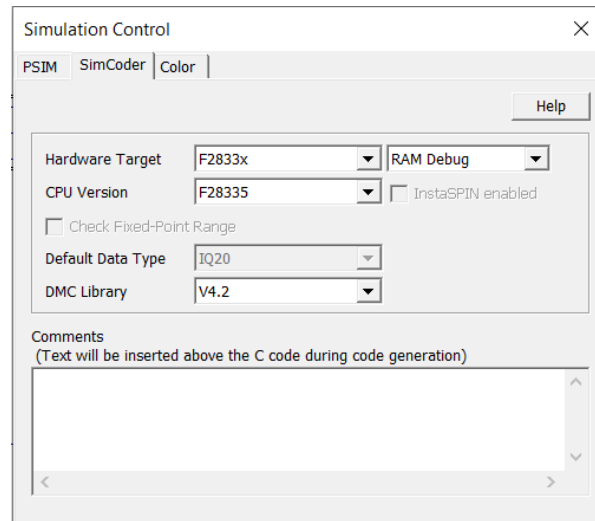 Simulation Control
PSIM SimCoder Color
Help
Hardware Target F2833x RAM Debug
CPU Version F28335 InstaSPIN enabled
Check Fixed-Point Range
Default Data Type IQ20
DMC Library V4.2
Comments
(Text will be inserted above the C code during code generation)